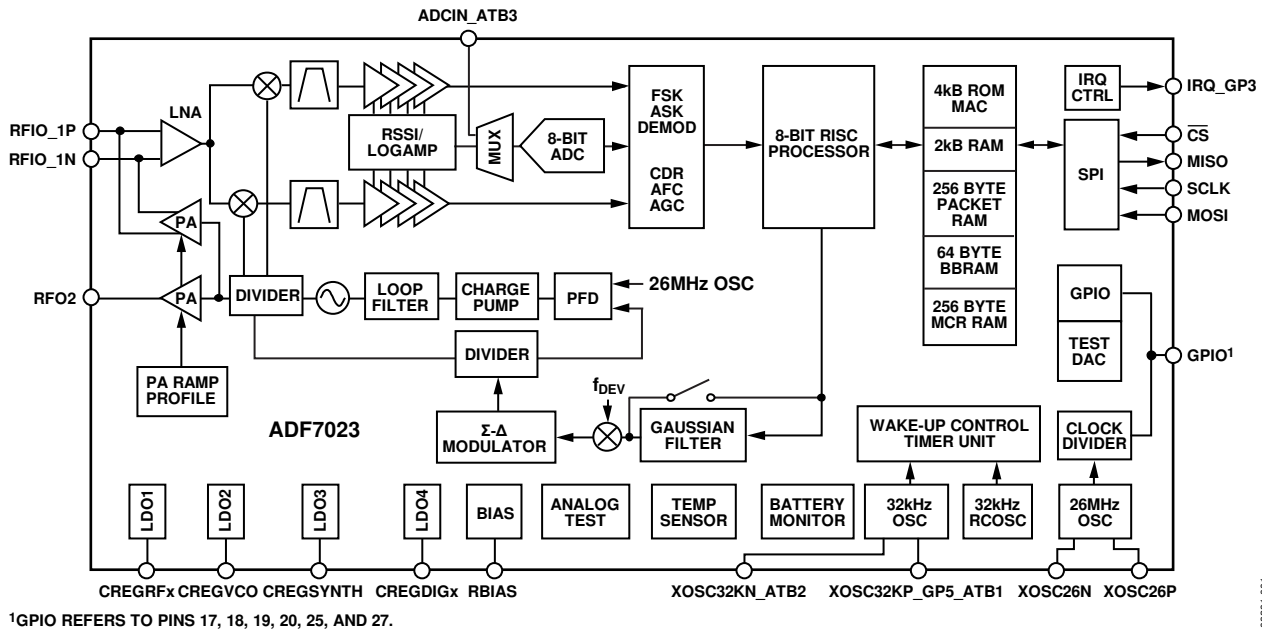 ADCIN_ATB3
RFIO_1P
RFIO_1N
LNA
RSSI/
LOGAMP
MUX
8-BIT
ADC
FSK
ASK
DEMOD
CDR
AFC
AGC
8-BIT RISC
PROCESSOR
4kB ROM
MAC
2kB RAM
256 BYTE
PACKET
RAM
64 BYTE
BBRAM
256 BYTE
MCR RAM
IRQ
CTRL
SPI
IRQ_GP3
CS
MISO
SCLK
MOSI
PA
RFO2
PA
DIVIDER
LOOP
FILTER
CHARGE
PUMP
PFD
26MHz OSC
GPIO
TEST
DAC
GPIO1
DIVIDER
PA RAMP
PROFILE
fDEV
ADF7023
Σ-Δ
MODULATOR
GAUSSIAN
FILTER
WAKE-UP CONTROL
TIMER UNIT
CLOCK
DIVIDER
LDO1
LDO2
LDO3
LDO4
BIAS
ANALOG
TEST
TEMP
SENSOR
BATTERY
MONITOR
32kHz
OSC
32kHz
RCOSC
26MHz
OSC
CREGRFx
CREGVCO
CREGSYNTH
CREGDIGx
RBIAS
XOSC32KN_ATB2
XOSC32KP_GP5_ATB1
XOSC26N
XOSC26P
1GPIO REFERS TO PINS 17, 18, 19, 20, 25, AND 27.